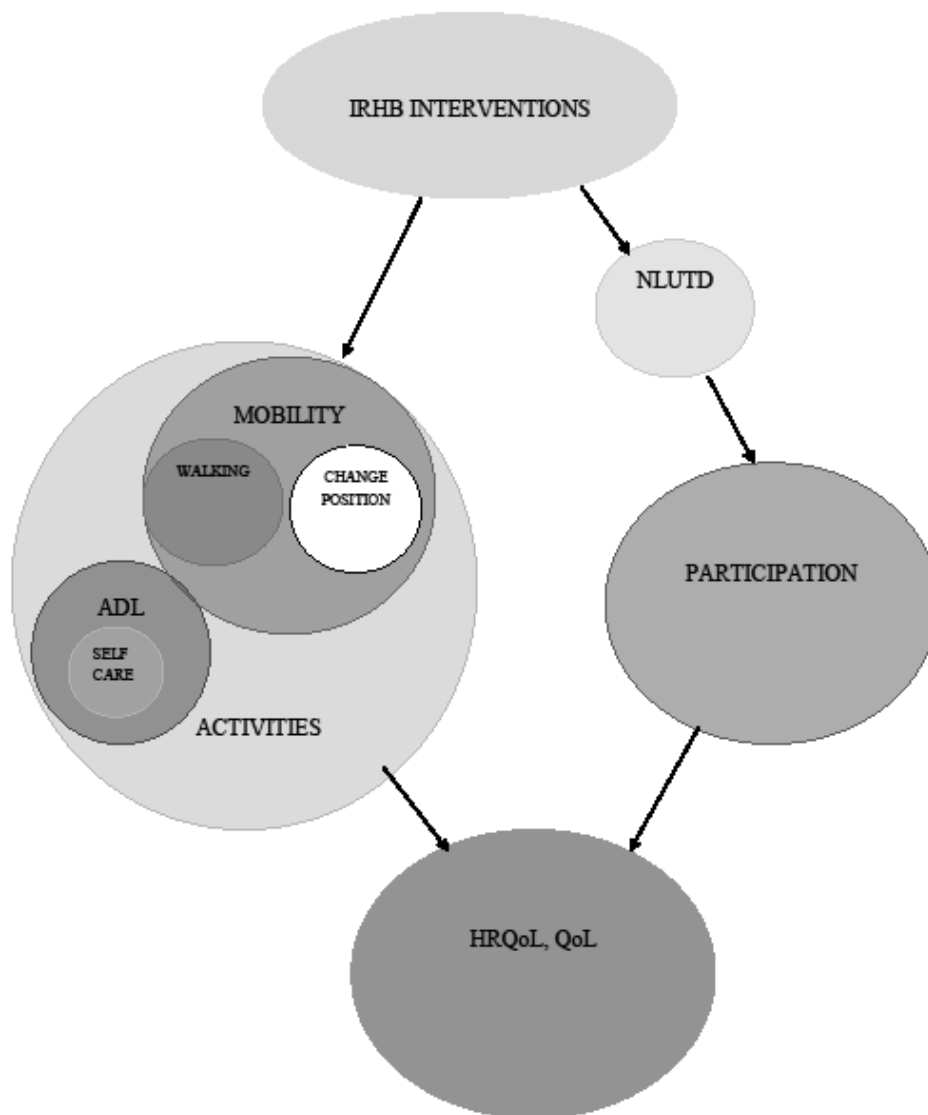 IRHB INTERVENTIONS
NLUTD
MOBILITY
WALKING
CHANGE
POSITION
PARTICIPATION
ADL
SELF
CARE
ACTIVITIES
HRQoL, QoL